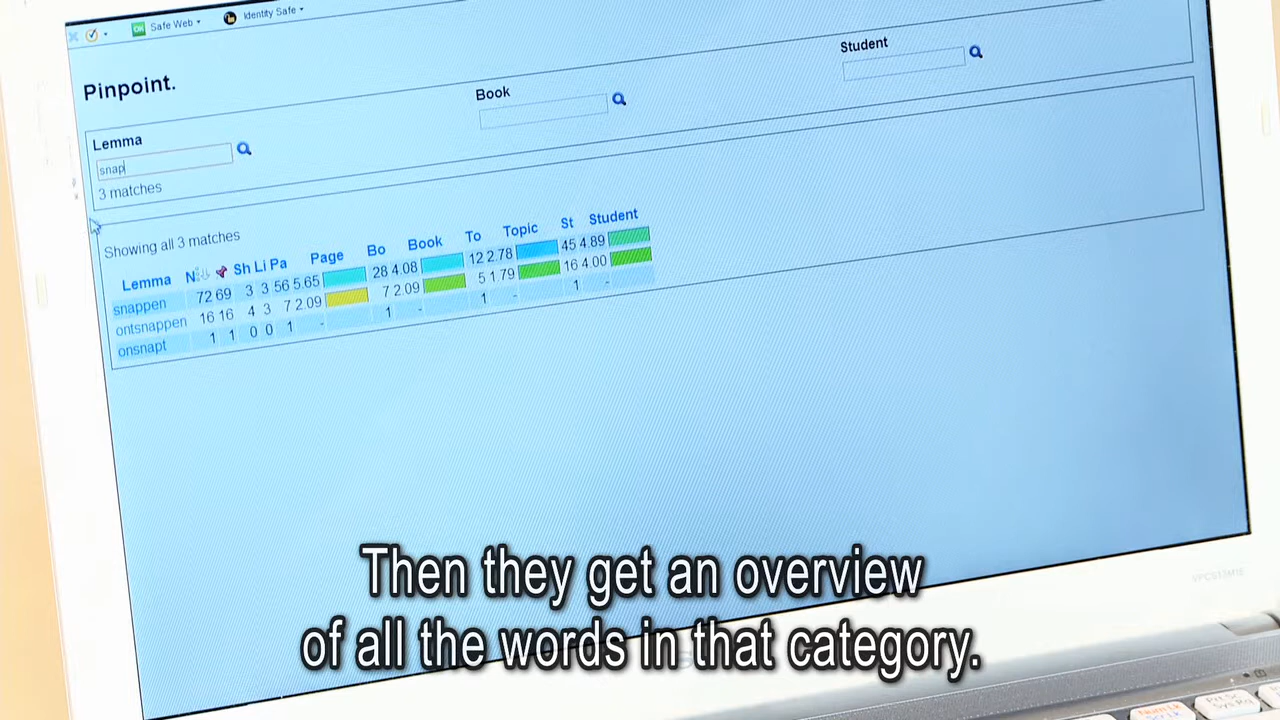 Safe Web
Identity Safe
Pinpoint.
Lemma
Book
Student
snap
3 matches
Showing all 3 matches
Lemma N Sh Li Pa Page Bo Book To Topic St Student
snappen 72 69 3 3 56 5.65 28 4.08 12 2.78 45 4.89
ontsnappen 16 16 4 3 7 2.09 7 2.09 5 1.79 16 4.00
onsnapt 1 1 0 0 1 - 1 - 1 - 1 -
Then they get an overview
of all the words in that category.